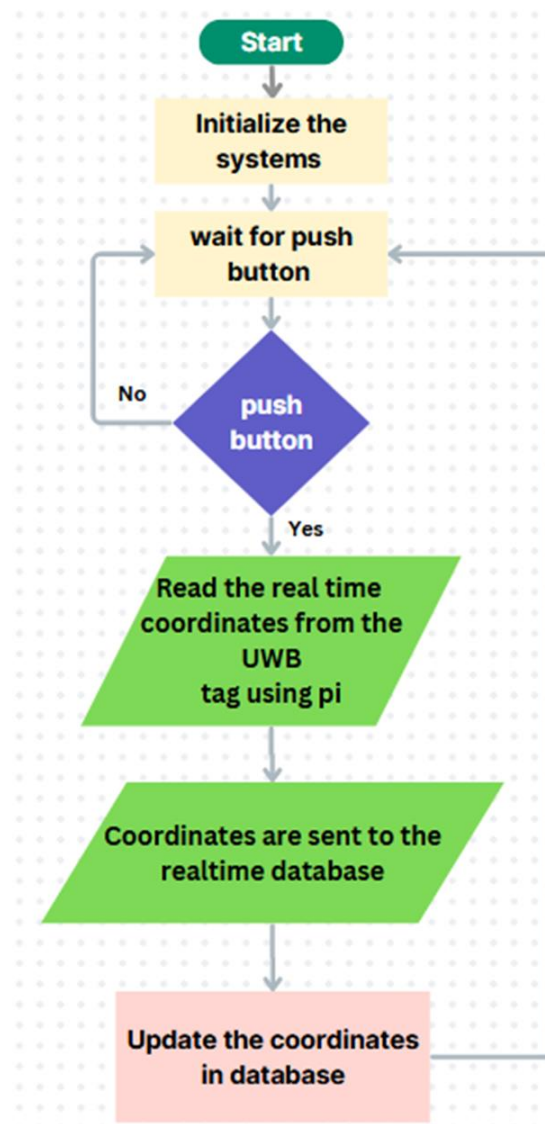 Start
Initialize the
systems
wait for push
button
No
push
button
Yes
Read the real time
coordinates from the
UWB
tag using pi
Coordinates are sent to the
realtime database
Update the coordinates
in database